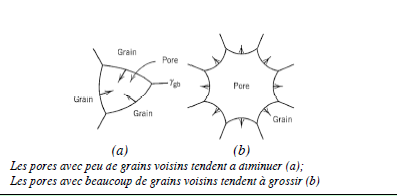 Grain
Pore
γgb
Grain
Grain
Pore
Grain
(a)
(b)
Les pores avec peu de grains voisins tendent a diminuer (a);
Les pores avec beaucoup de grains voisins tendent à grossir (b)